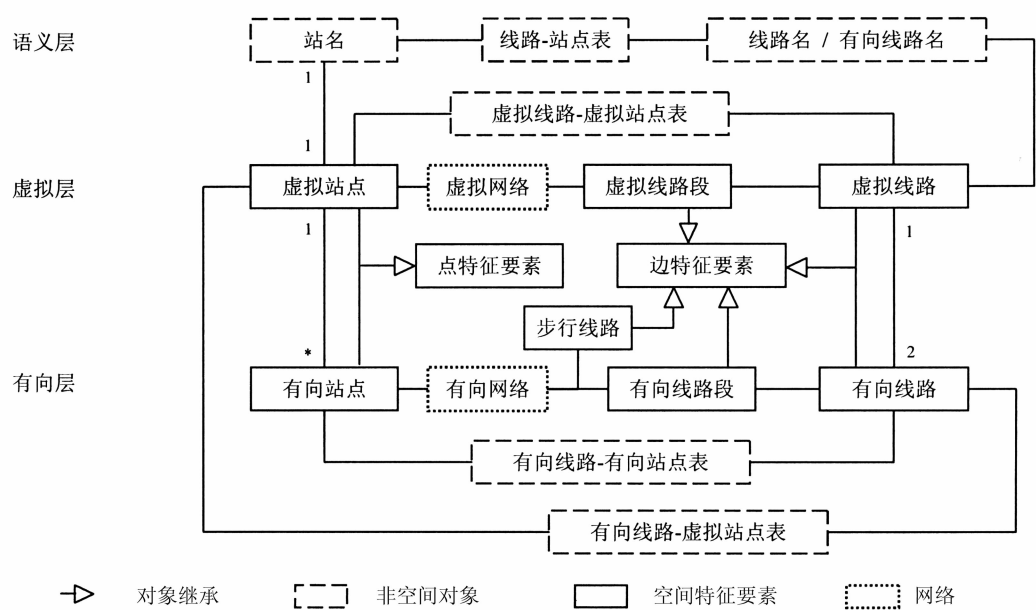 语义层
站名
线路-站点表
线路名 / 有向线路名
1
虚拟线路-虚拟站点表
1
虚拟层
虚拟站点
虚拟网络
虚拟线路段
虚拟线路
1
1
点特征要素
边特征要素
步行线路
*
2
有向层
有向站点
有向网络
有向线路段
有向线路
有向线路-有向站点表
有向线路-虚拟站点表
对象继承
非空间对象
空间特征要素
网络